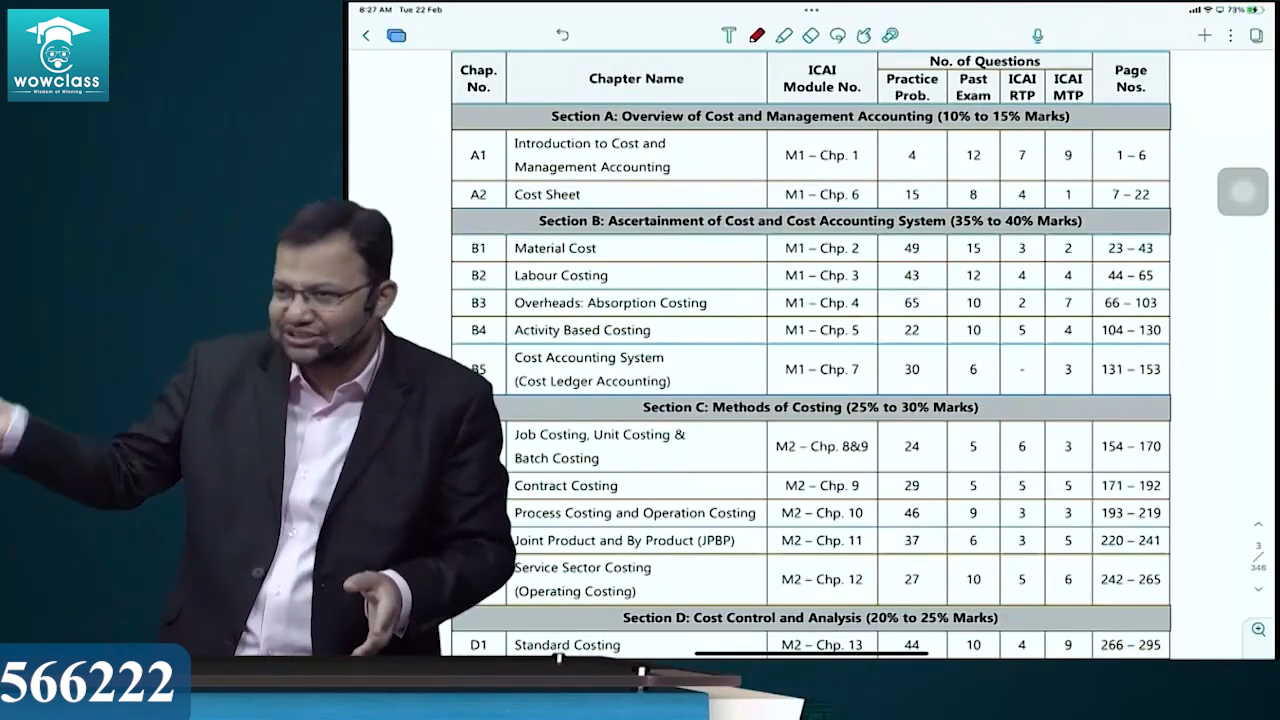 wowclass
Wisdom of Winning
8:27 AM Tue 22 Feb
73%
Chap. No. Chapter Name ICAI Module No. No. of Questions Page Nos.
Practice Prob. Past Exam ICAI RTP ICAI MTP
Section A: Overview of Cost and Management Accounting (10% to 15% Marks)
A1 Introduction to Cost and Management Accounting M1 – Chp. 1 4 12 7 9 1 – 6
A2 Cost Sheet M1 – Chp. 6 15 8 4 1 7 – 22
Section B: Ascertainment of Cost and Cost Accounting System (35% to 40% Marks)
B1 Material Cost M1 – Chp. 2 49 15 3 2 23 – 43
B2 Labour Costing M1 – Chp. 3 43 12 4 4 44 – 65
B3 Overheads: Absorption Costing M1 – Chp. 4 65 10 2 7 66 – 103
B4 Activity Based Costing M1 – Chp. 5 22 10 5 4 104 – 130
B5 Cost Accounting System (Cost Ledger Accounting) M1 – Chp. 7 30 6 - 3 131 – 153
Section C: Methods of Costing (25% to 30% Marks)
Job Costing, Unit Costing & Batch Costing M2 – Chp. 8&9 24 5 6 3 154 – 170
Contract Costing M2 – Chp. 9 29 5 5 5 171 – 192
Process Costing and Operation Costing M2 – Chp. 10 46 9 3 3 193 – 219
Joint Product and By Product (JPBP) M2 – Chp. 11 37 6 3 5 220 – 241
Service Sector Costing (Operating Costing) M2 – Chp. 12 27 10 5 6 242 – 265
Section D: Cost Control and Analysis (20% to 25% Marks)
D1 Standard Costing M2 – Chp. 13 44 10 4 9 266 – 295
3
346
566222